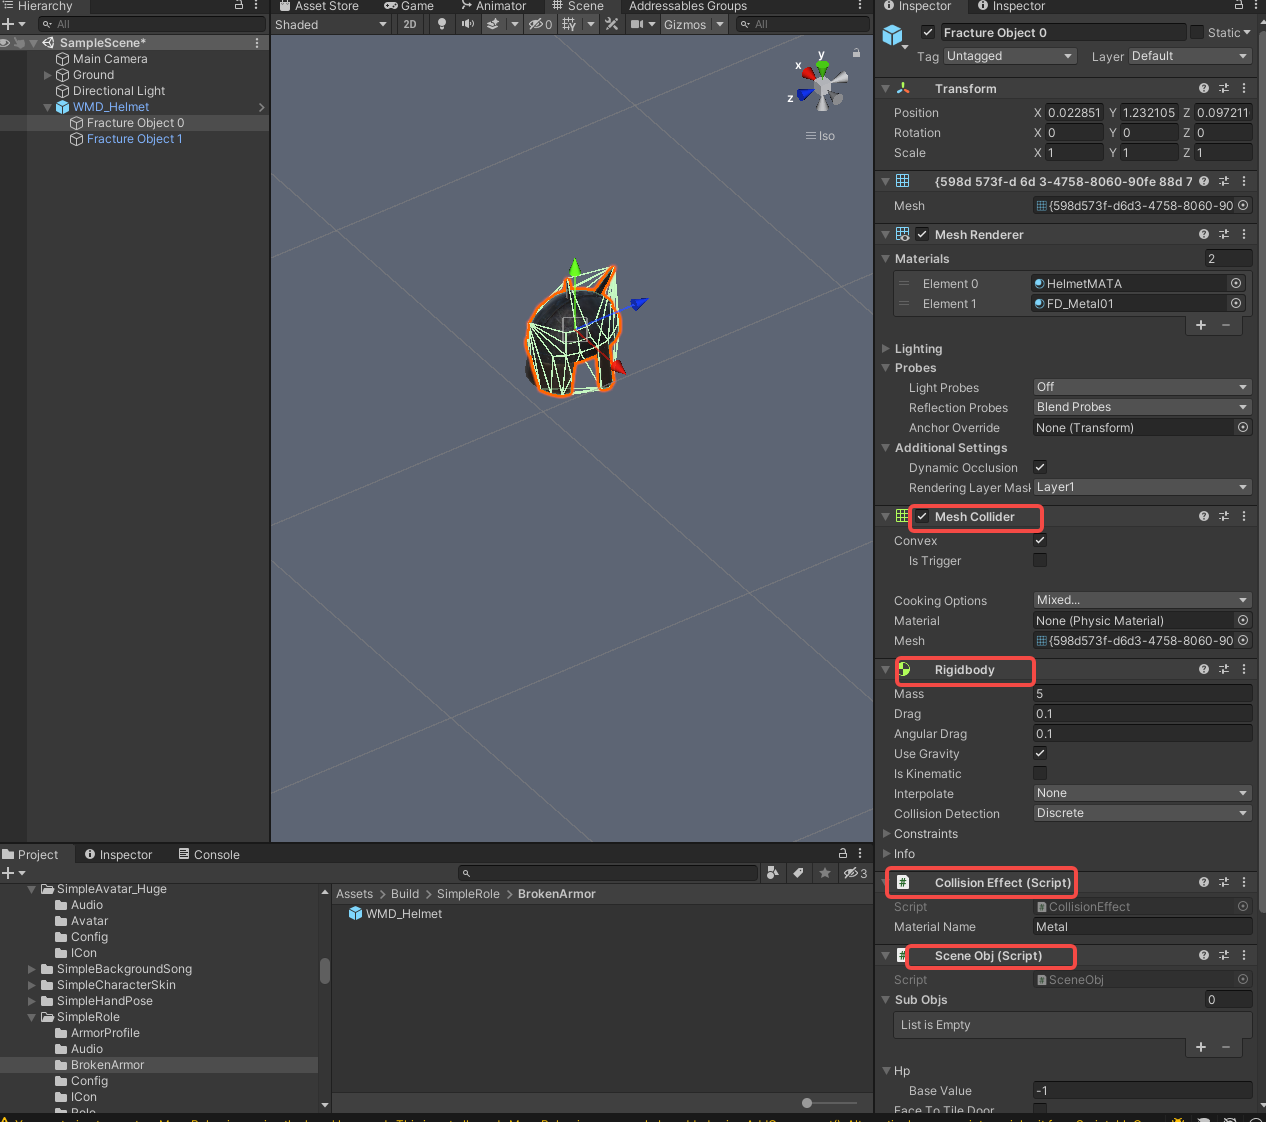 Hierarchy
All
SampleScene*
Main Camera
Ground
Directional Light
WMD_Helmet
Fracture Object 0
Fracture Object 1
Asset Store
Game
Animator
Scene
Addressables Groups
Shaded
2D
0
Gizmos
All
y
x
z
Iso
Inspector
Inspector
Fracture Object 0
Static
Tag
Untagged
Layer
Default
Transform
Position
X 0.022851 Y 1.232105 Z 0.097211
Rotation
X 0 Y 0 Z 0
Scale
X 1 Y 1 Z 1
{598d 573f-d 6d 3-4758-8060-90fe 88d 7
Mesh
{598d573f-d6d3-4758-8060-90
Mesh Renderer
Materials
2
Element 0
HelmetMATA
Element 1
FD_Metal01
Lighting
Probes
Light Probes
Off
Reflection Probes
Blend Probes
Anchor Override
None (Transform)
Additional Settings
Dynamic Occlusion
Rendering Layer Mask
Layer1
Mesh Collider
Convex
Is Trigger
Cooking Options
Mixed...
Material
None (Physic Material)
Mesh
{598d573f-d6d3-4758-8060-90
Rigidbody
Mass
5
Drag
0.1
Angular Drag
0.1
Use Gravity
Is Kinematic
Interpolate
None
Collision Detection
Discrete
Constraints
Info
Collision Effect (Script)
Script
CollisionEffect
Material Name
Metal
Scene Obj (Script)
Script
SceneObj
Sub Objs
0
List is Empty
Hp
Base Value
-1
Face To Tile Door
Project
Inspector
Console
3
SimpleAvatar_Huge
Audio
Avatar
Config
ICon
SimpleBackgroundSong
SimpleCharacterSkin
SimpleHandPose
SimpleRole
ArmorProfile
Audio
BrokenArmor
Config
ICon
Role
Assets > Build > SimpleRole > BrokenArmor
WMD_Helmet